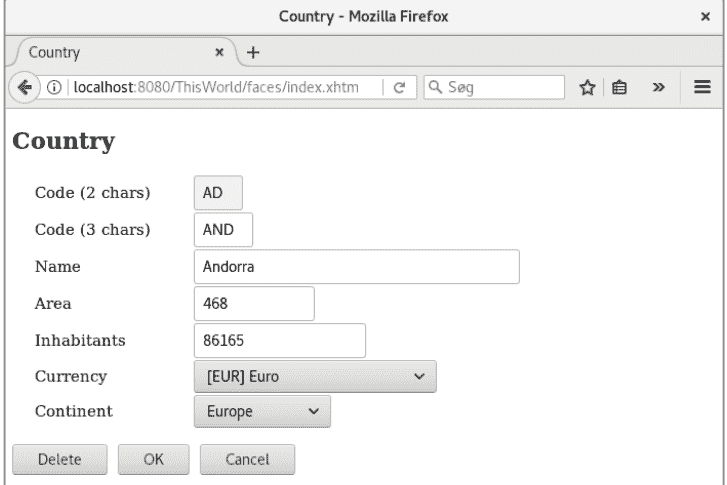 Country - Mozilla Firefox
Country
localhost:8080/ThisWorld/faces/index.xhtm
Søg
Country
Code (2 chars) AD
Code (3 chars) AND
Name Andorra
Area 468
Inhabitants 86165
Currency [EUR] Euro
Continent Europe
Delete OK Cancel